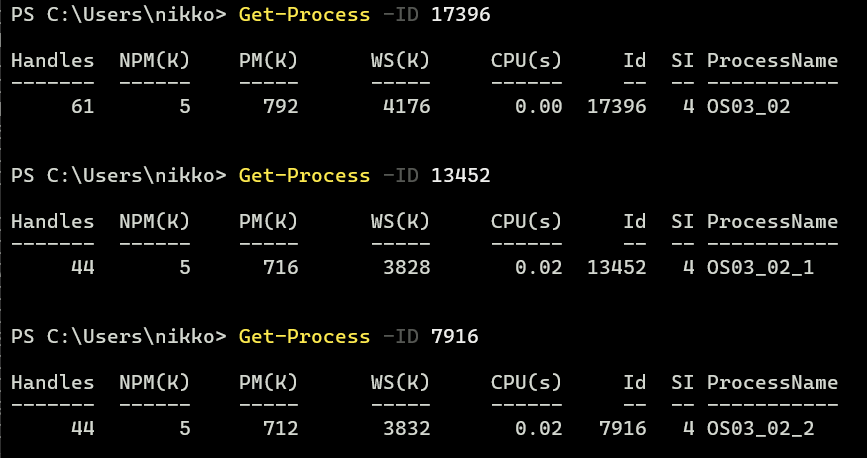 PS C:\Users\nikko> Get-Process -ID 17396
Handles  NPM(K)    PM(K)      WS(K)     CPU(s)     Id  SI ProcessName
-------  ------    -----      -----     ------     --  -- -----------
     61       5      792       4176       0.00  17396   4 OS03_02
PS C:\Users\nikko> Get-Process -ID 13452
Handles  NPM(K)    PM(K)      WS(K)     CPU(s)     Id  SI ProcessName
-------  ------    -----      -----     ------     --  -- -----------
     44       5      716       3828       0.02  13452   4 OS03_02_1
PS C:\Users\nikko> Get-Process -ID 7916
Handles  NPM(K)    PM(K)      WS(K)     CPU(s)     Id  SI ProcessName
-------  ------    -----      -----     ------     --  -- -----------
     44       5      712       3832       0.02   7916   4 OS03_02_2